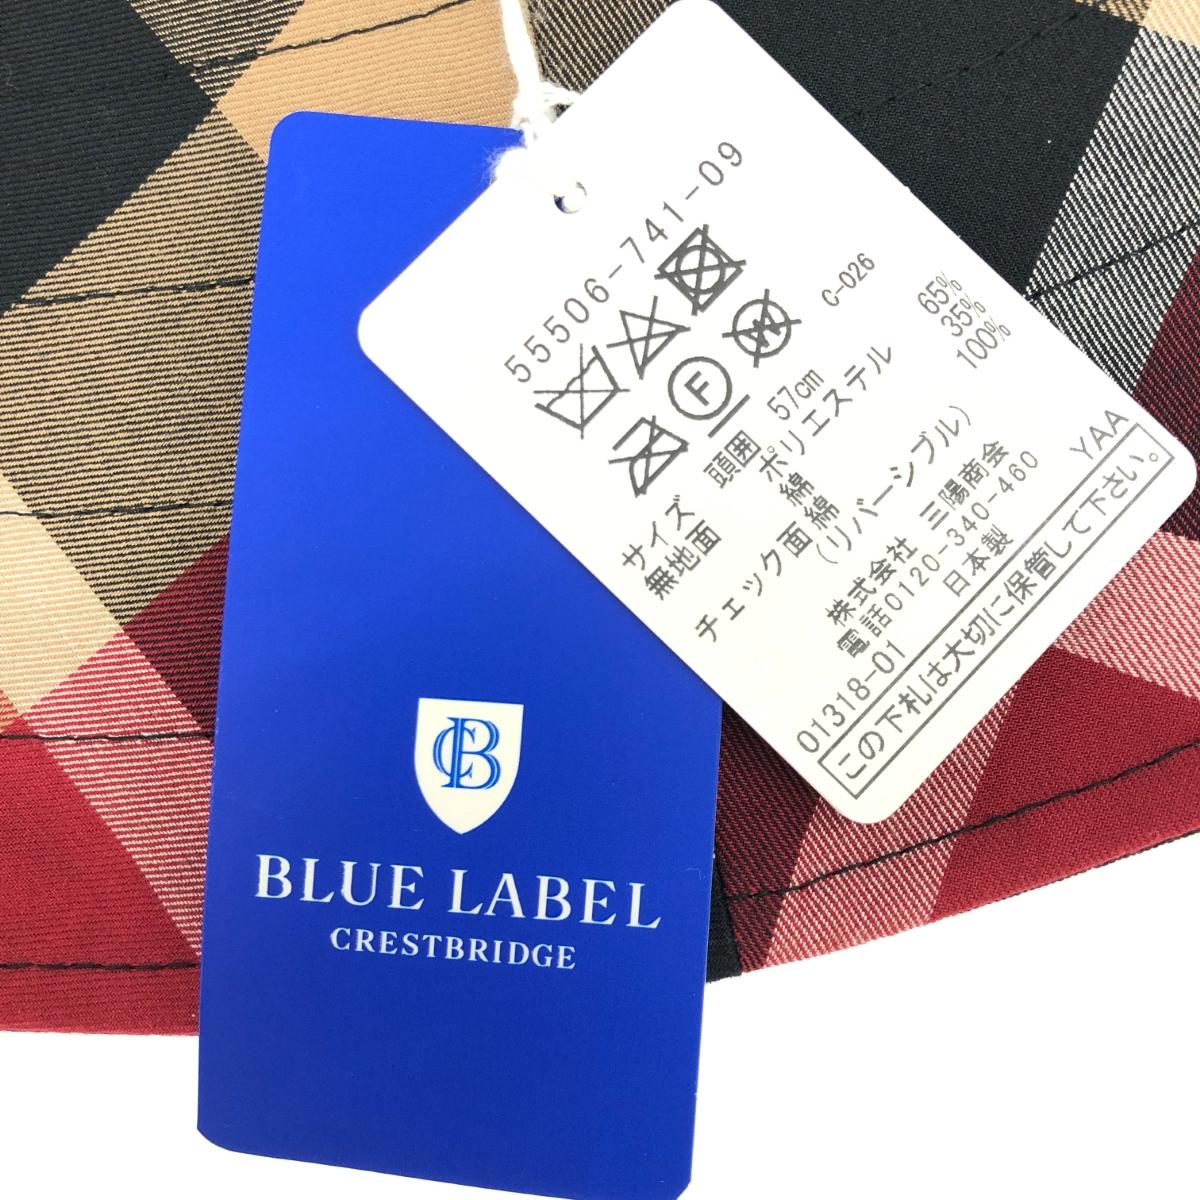 CB
BLUE LABEL
CRESTBRIDGE
55506-741-09
F
W
C-026
サイズ 頭囲 57cm
無地面 ポリエステル 65%
綿 35%
チェック面 綿 100%
(リバーシブル)
株式会社 三陽商会
電話0120-340-460
日本製
01318-01 YAA
この下札は大切に保管して下さい。